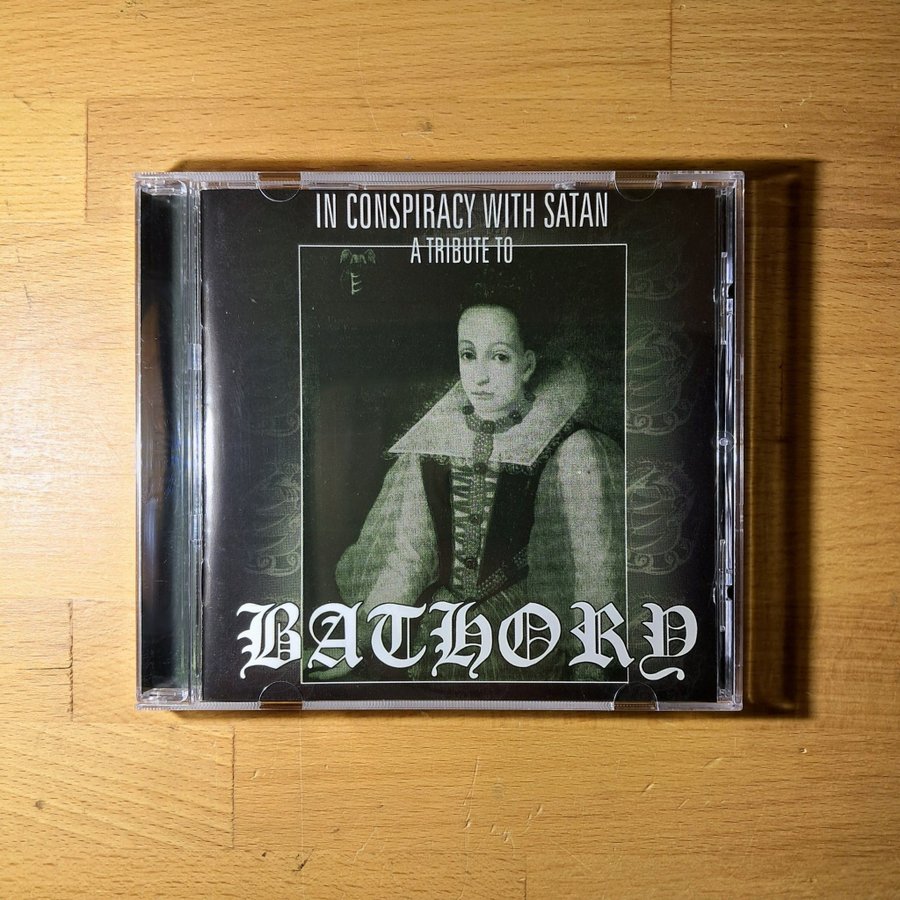 IN CONSPIRACY WITH SATAN
A TRIBUTE TO
E
BATHORY